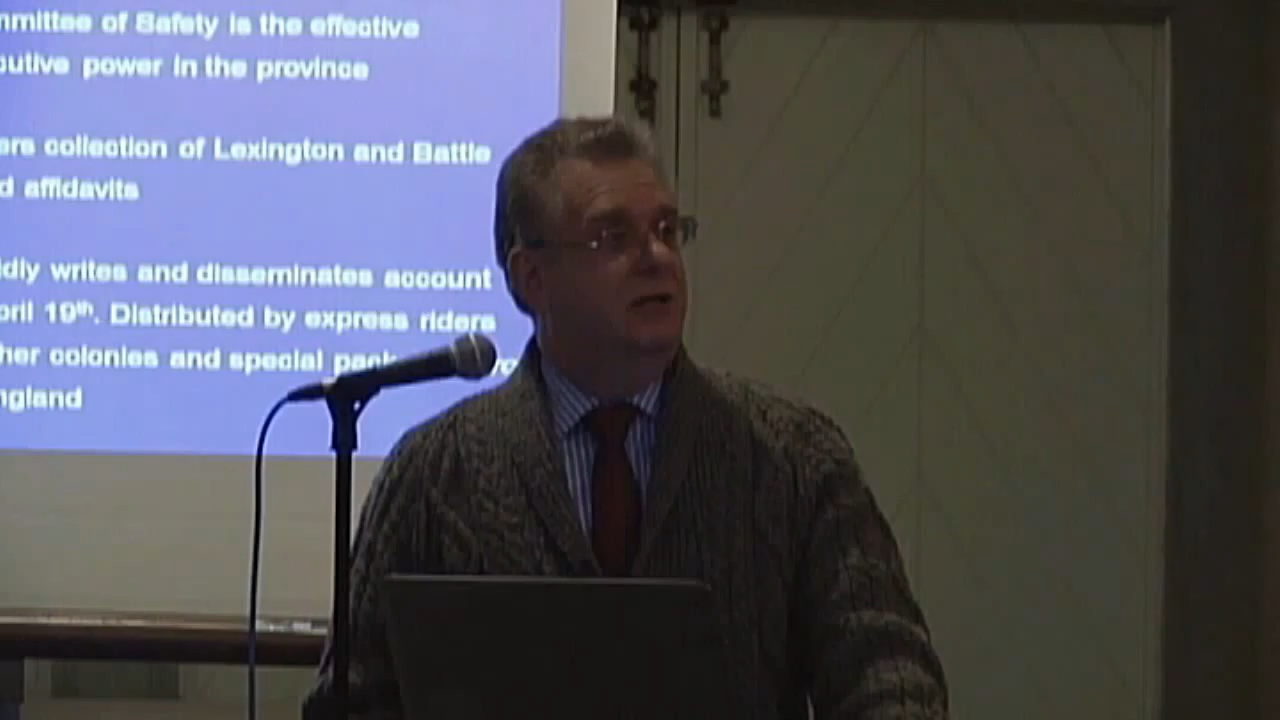 mmittee of Safety is the effective
cutive power in the province
ers collection of Lexington and Battle
d affidavits
idly writes and disseminates account
pril 19th. Distributed by express riders
her colonies and special pack
ngland